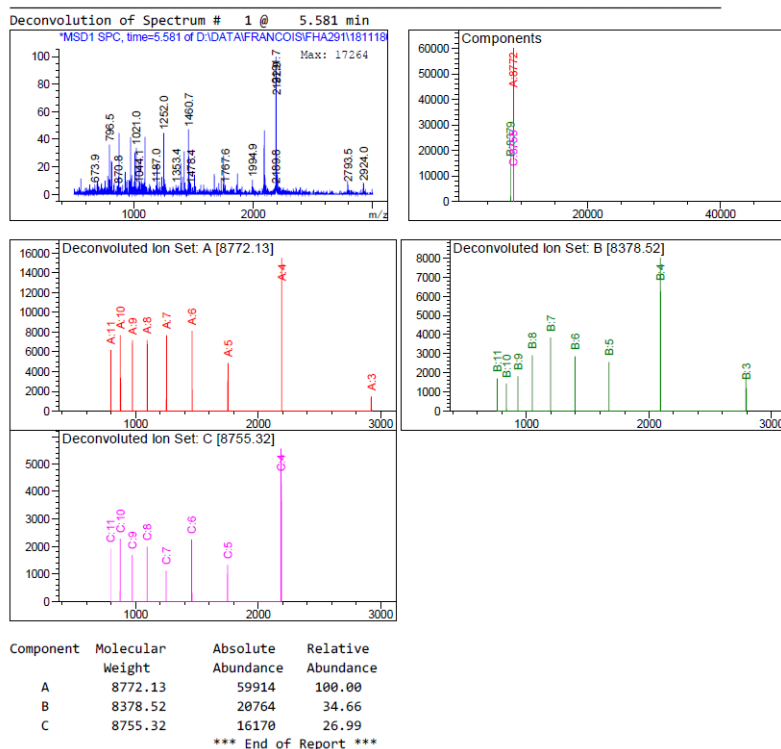 Deconvolution of Spectrum #   1 @    5.581 min
*MSD1 SPC, time=5.581 of D:\DATA\FRANCOIS\FHA291\181118
Max: 17264
100
80
60
40
20
0
673.9
796.5
870.8
1021.0
1044.1
1187.0
1252.0
1353.4
1460.7
1478.4
1767.6
1994.9
2189.8
2793.5
2924.0
1000
2000
m/z
Components
60000
50000
40000
30000
20000
10000
0
A:8772
C:8755
20000
40000
Deconvoluted Ion Set: A [8772.13]
16000
14000
12000
10000
8000
6000
4000
2000
0
A:11
A:10
A:9
A:8
A:7
A:6
A:5
A:4
A:3
1000
2000
3000
Deconvoluted Ion Set: B [8378.52]
8000
7000
6000
5000
4000
3000
2000
1000
0
B:11
B:10
B:9
B:8
B:7
B:6
B:5
B:4
B:3
1000
2000
3000
Deconvoluted Ion Set: C [8755.32]
5000
4000
3000
2000
1000
0
C:11
C:10
C:9
C:8
C:7
C:6
C:5
C:4
1000
2000
3000
Component Molecular Absolute Relative
Weight Abundance Abundance
A 8772.13 59914 100.00
B 8378.52 20764 34.66
C 8755.32 16170 26.99
*** End of Report ***